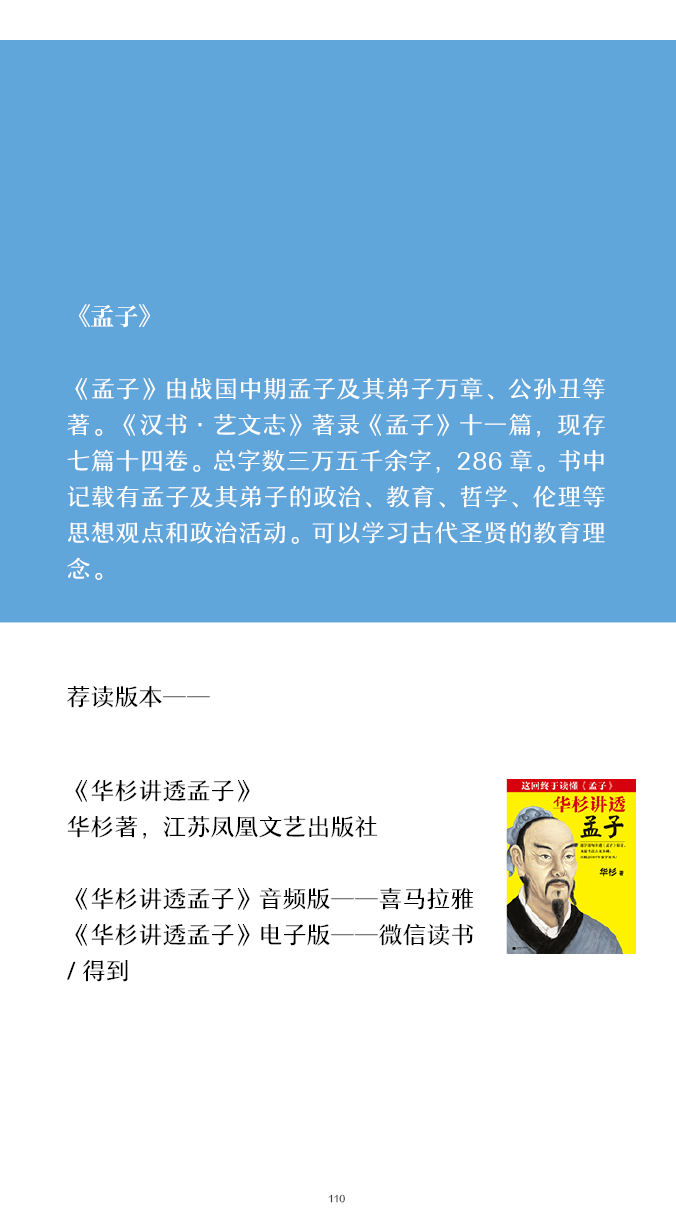 《孟子》
《孟子》由战国中期孟子及其弟子万章、公孙丑等
著。《汉书·艺文志》著录《孟子》十一篇，现存
七篇十四卷。总字数三万五千余字，286 章。书中
记载有孟子及其弟子的政治、教育、哲学、伦理等
思想观点和政治活动。可以学习古代圣贤的教育理
念。
荐读版本——
《华杉讲透孟子》
华杉著，江苏凤凰文艺出版社
《华杉讲透孟子》音频版——喜马拉雅
《华杉讲透孟子》电子版——微信读书
/ 得到
这回终于读懂《孟子》
华杉讲透
孟子
华杉 著
110